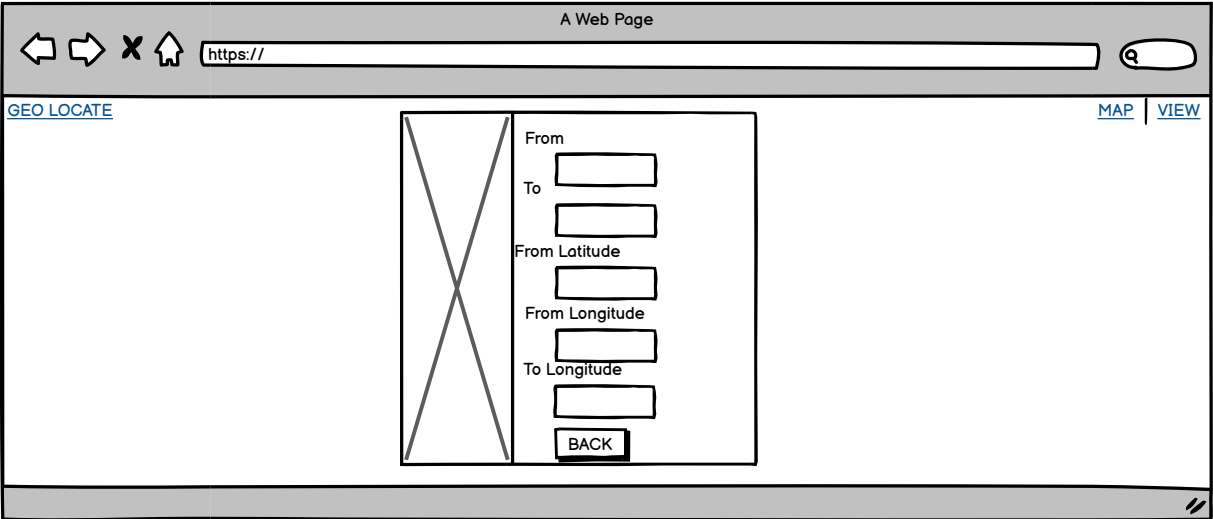 A Web Page
https://
GEO LOCATE
MAP
VIEW
From
To
From Latitude
From Longitude
To Longitude
BACK